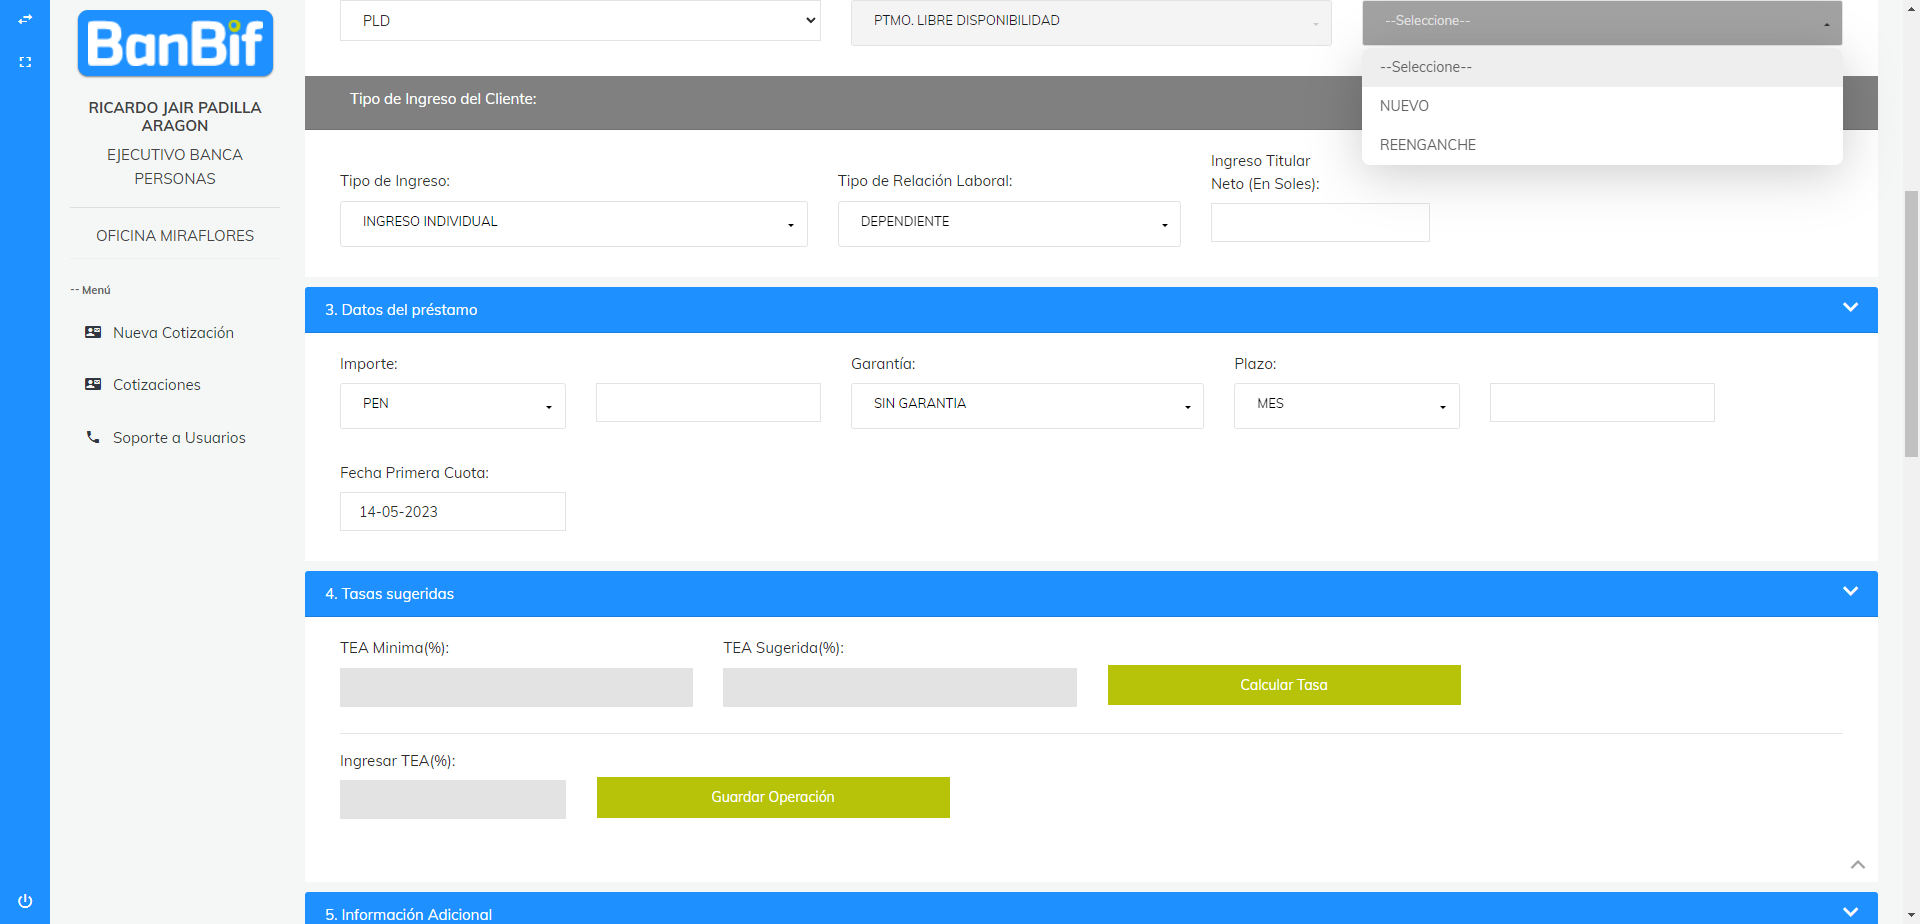 BanBif
RICARDO JAIR PADILLA
ARAGON
EJECUTIVO BANCA
PERSONAS
OFICINA MIRAFLORES
-- Menú
Nueva Cotización
Cotizaciones
Soporte a Usuarios
PLD
PTMO. LIBRE DISPONIBILIDAD
--Seleccione--
--Seleccione--
NUEVO
REENGANCHE
Tipo de Ingreso del Cliente:
Tipo de Ingreso:
INGRESO INDIVIDUAL
Tipo de Relación Laboral:
DEPENDIENTE
Ingreso Titular
Neto (En Soles):
3. Datos del préstamo
Importe:
PEN
Garantía:
SIN GARANTIA
Plazo:
MES
Fecha Primera Cuota:
14-05-2023
4. Tasas sugeridas
TEA Minima(%):
TEA Sugerida(%):
Calcular Tasa
Ingresar TEA(%):
Guardar Operación
5. Información Adicional